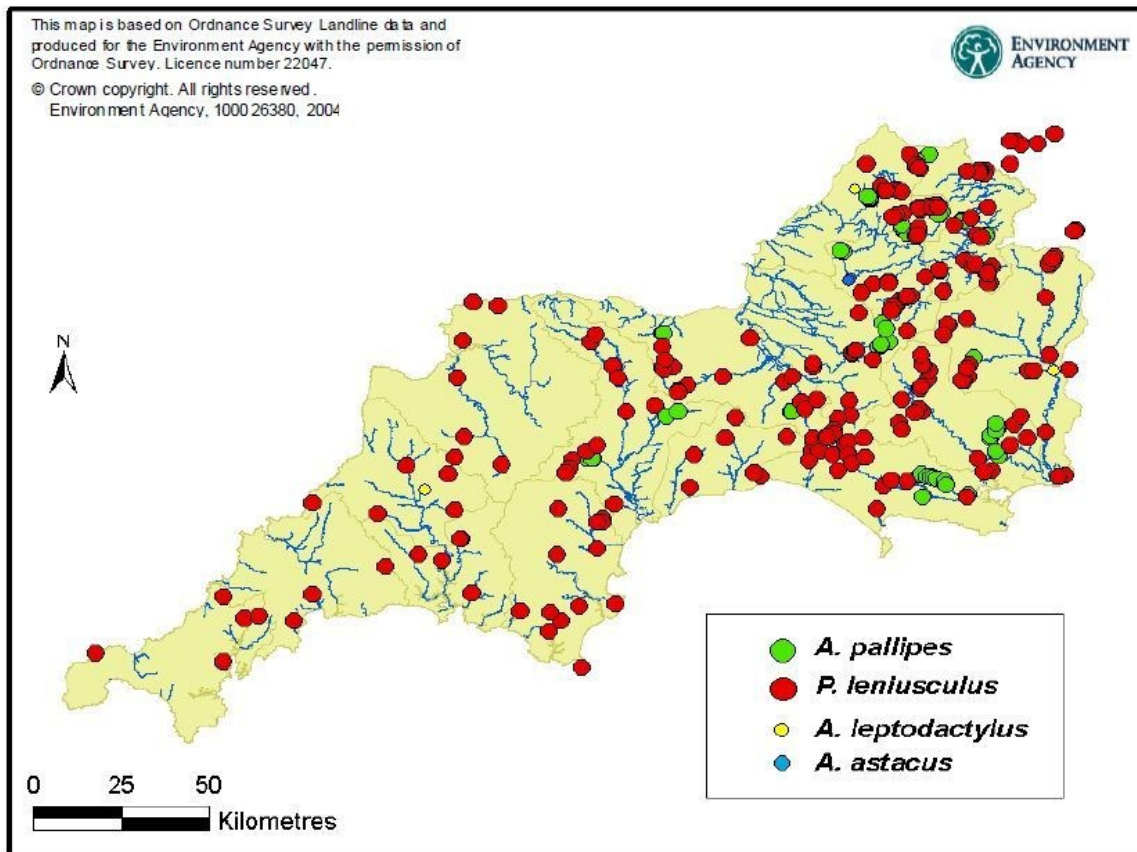 This map is based on Ordnance Survey Landline data and
produced for the Environment Agency with the permission of
Ordnance Survey. Licence number 22047.
© Crown copyright. All rights reserved.
Environment Agency, 100026380, 2004
ENVIRONMENT
AGENCY
N
A. pallipes
P. leniusculus
A. leptodactylus
A. astacus
0 25 50
Kilometres